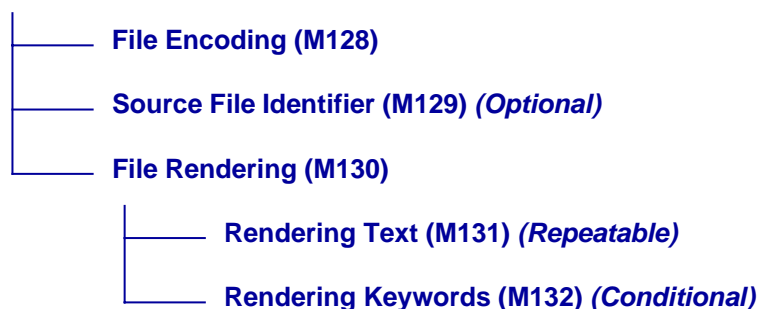 File Encoding (M128)
Source File Identifier (M129) (Optional)
File Rendering (M130)
Rendering Text (M131) (Repeatable)
Rendering Keywords (M132) (Conditional)